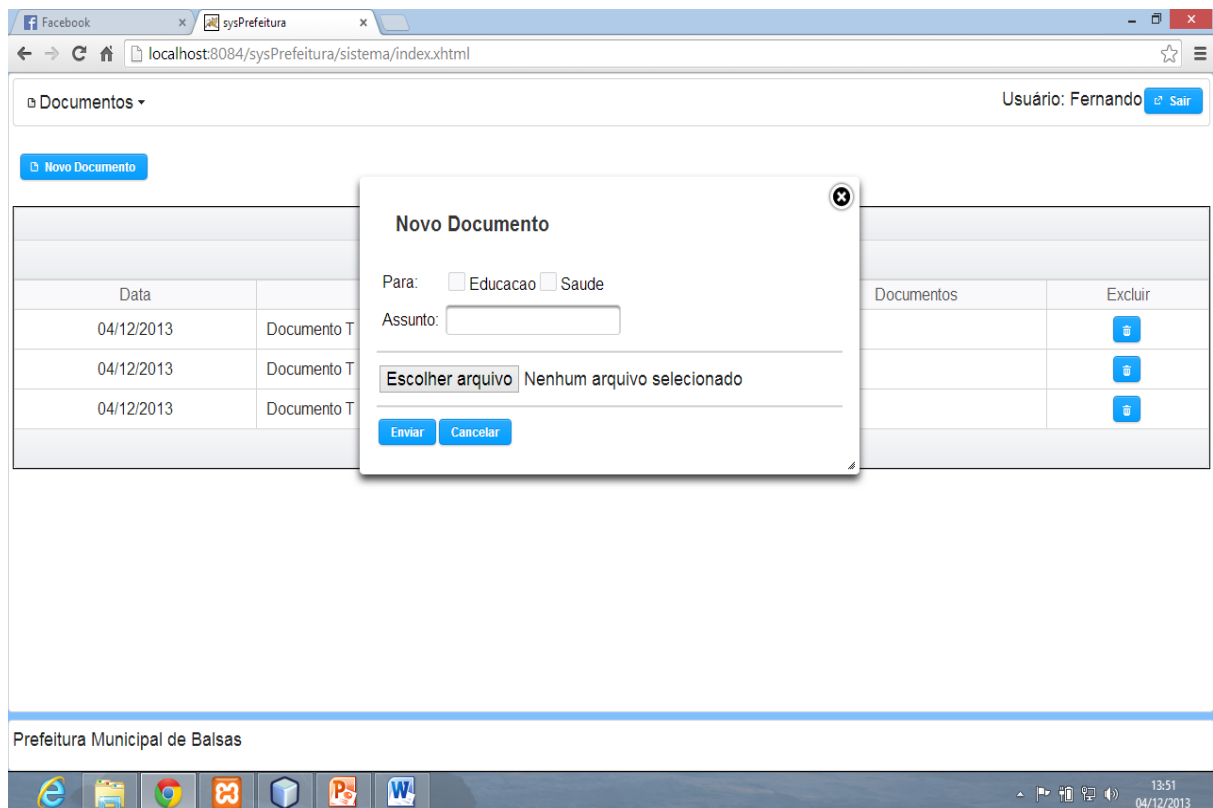 Facebook sysPrefeitura
localhost:8084/sysPrefeitura/sistema/index.xhtml
Documentos Usuário: Fernando Sair
Novo Documento
Novo Documento
Para: Educacao Saude
Assunto:
Escolher arquivo Nenhum arquivo selecionado
Enviar Cancelar
Data Documentos Excluir
04/12/2013 Documento T
04/12/2013 Documento T
04/12/2013 Documento T
Prefeitura Municipal de Balsas
13:51
04/12/2013